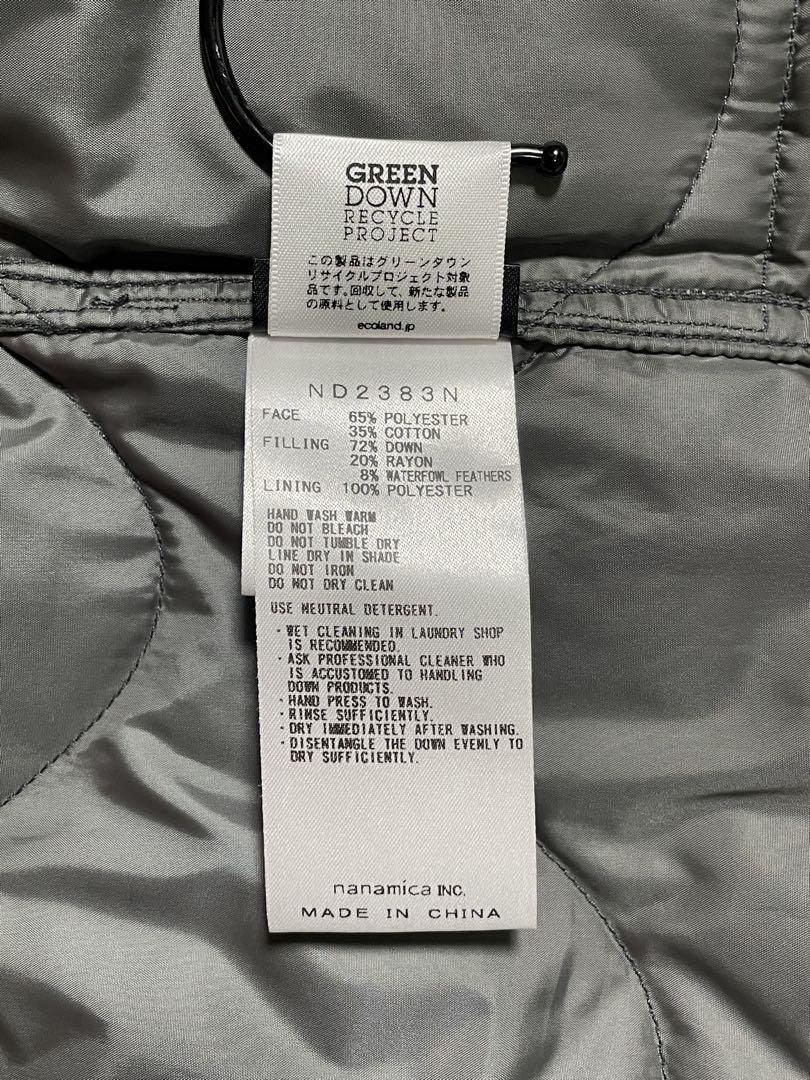 GREEN
DOWN
RECYCLE
PROJECT
この製品はグリーンダウン
リサイクルプロジェクト対象
品です。回収して、新たな製品
の原料として使用します。
ecoland.jp
ND2383N
FACE 65% POLYESTER
35% COTTON
FILLING 72% DOWN
20% RAYON
8% WATERFOWL FEATHERS
LINING 100% POLYESTER
HAND WASH WARM
DO NOT BLEACH
DO NOT TUMBLE DRY
LINE DRY IN SHADE
DO NOT IRON
DO NOT DRY CLEAN
USE NEUTRAL DETERGENT.
・WET CLEANING IN LAUNDRY SHOP
IS RECOMMENDED.
・ASK PROFESSIONAL CLEANER WHO
IS ACCUSTOMED TO HANDLING
DOWN PRODUCTS.
・HAND PRESS TO WASH.
・RINSE SUFFICIENTLY.
・DRY IMMEDIATELY AFTER WASHING.
・DISENTANGLE THE DOWN EVENLY TO
DRY SUFFICIENTLY.
nanamica INC.
MADE IN CHINA